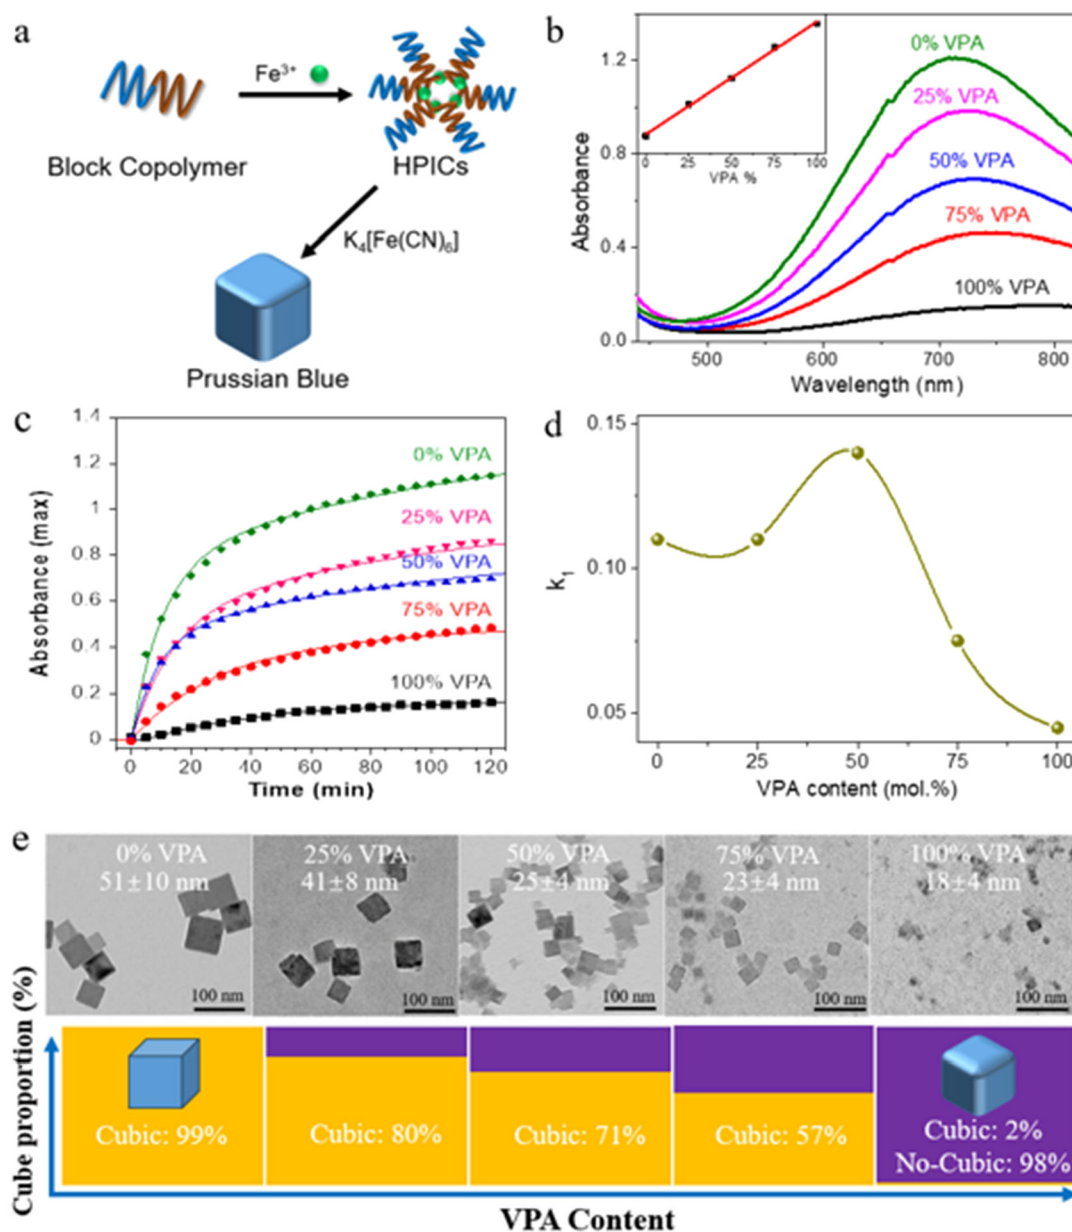 a
Fe³⁺
Block Copolymer
HPICs
K₄[Fe(CN)₆]
Prussian Blue
b
Absorbance
1.2
0.8
0.4
0.0
0 25 50 75 100
VPA %
0% VPA
25% VPA
50% VPA
75% VPA
100% VPA
500 600 700 800
Wavelength (nm)
c
Absorbance (max)
1.4
1.2
1
0.8
0.6
0.4
0.2
0
0% VPA
25% VPA
50% VPA
75% VPA
100% VPA
0 20 40 60 80 100 120
Time (min)
d
k₁
0.15
0.10
0.05
0 25 50 75 100
VPA content (mol.%)
e
0% VPA
51±10 nm
100 nm
25% VPA
41±8 nm
100 nm
50% VPA
25±4 nm
100 nm
75% VPA
23±4 nm
100 nm
100% VPA
18±4 nm
100 nm
Cube proportion (%)
Cubic: 99%
Cubic: 80%
Cubic: 71%
Cubic: 57%
Cubic: 2%
No-Cubic: 98%
VPA Content